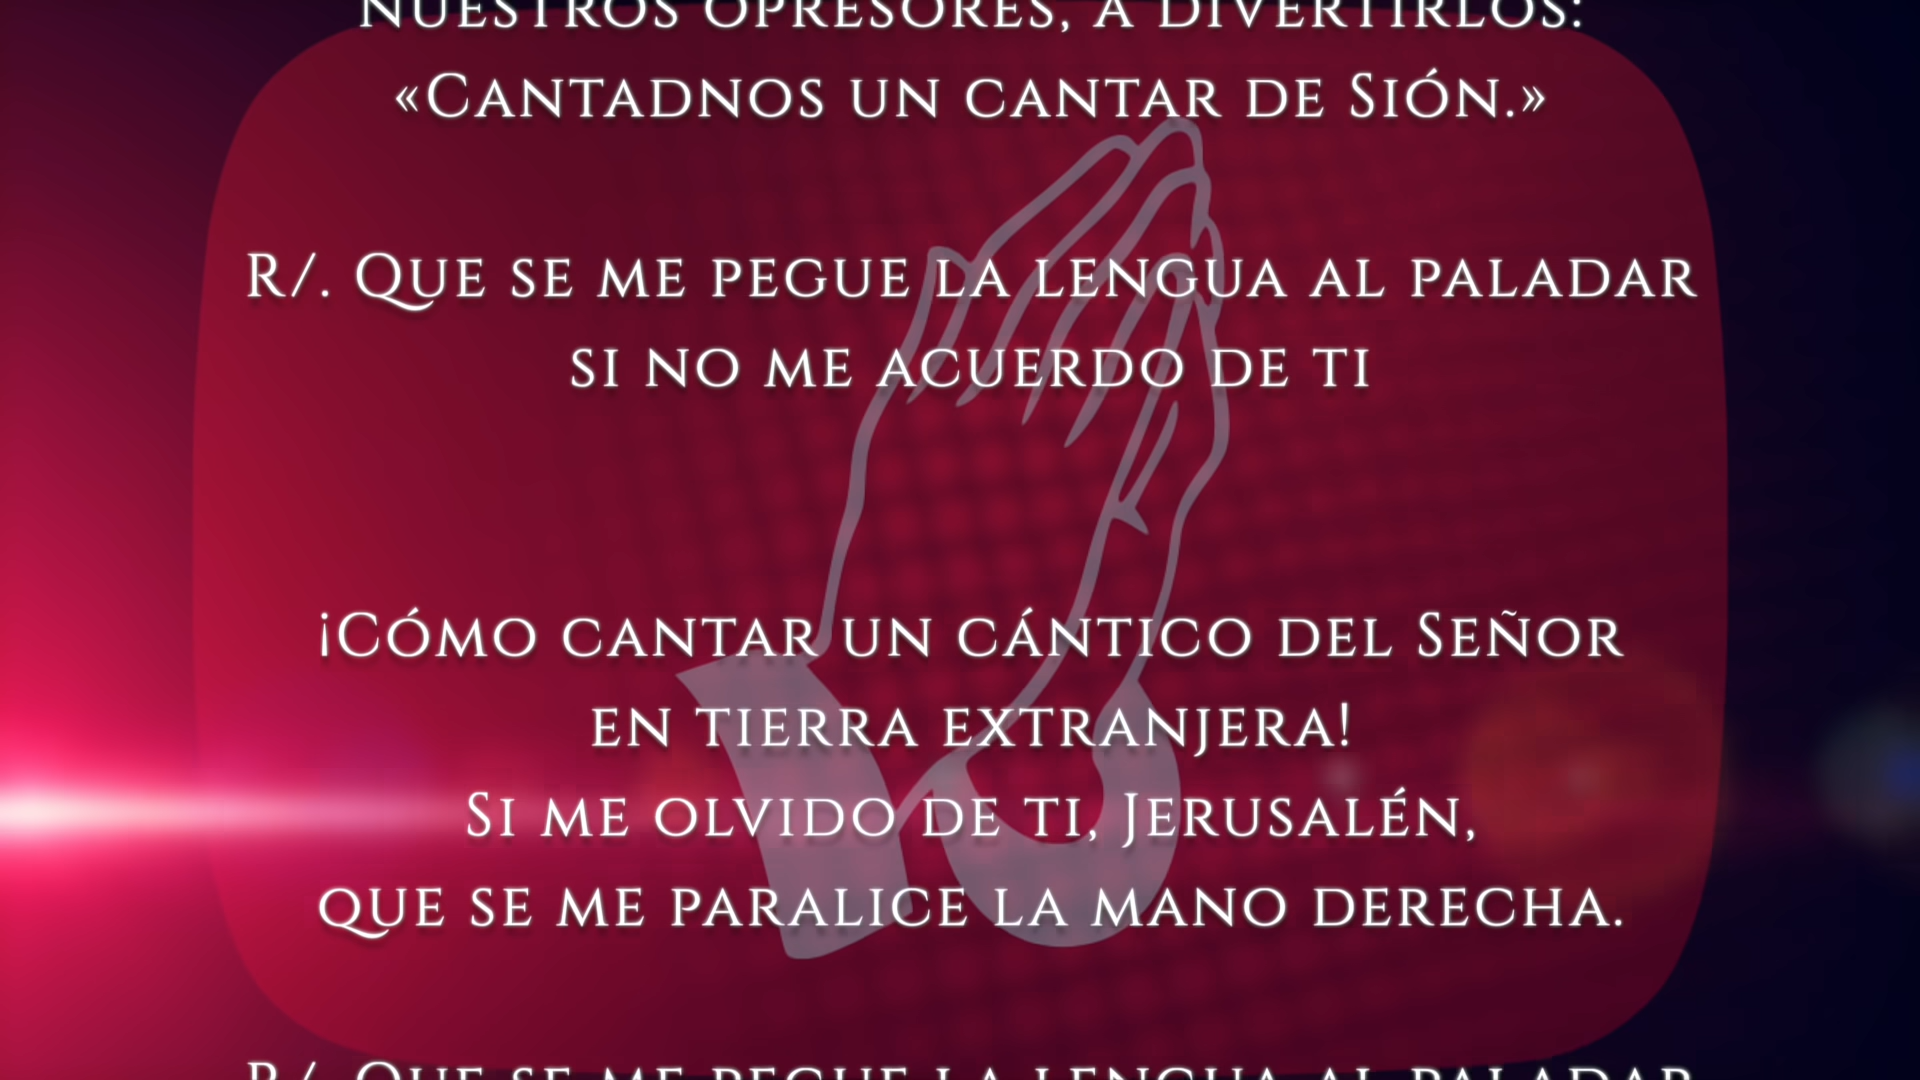 nuestros opresores, a divertirlos:
«Cantadnos un cantar de Sión.»
R/. Que se me pegue la lengua al paladar
si no me acuerdo de ti
¡Cómo cantar un cántico del Señor
en tierra extranjera!
Si me olvido de ti, Jerusalén,
que se me paralice la mano derecha.
R/. Que se me pegue la lengua al paladar